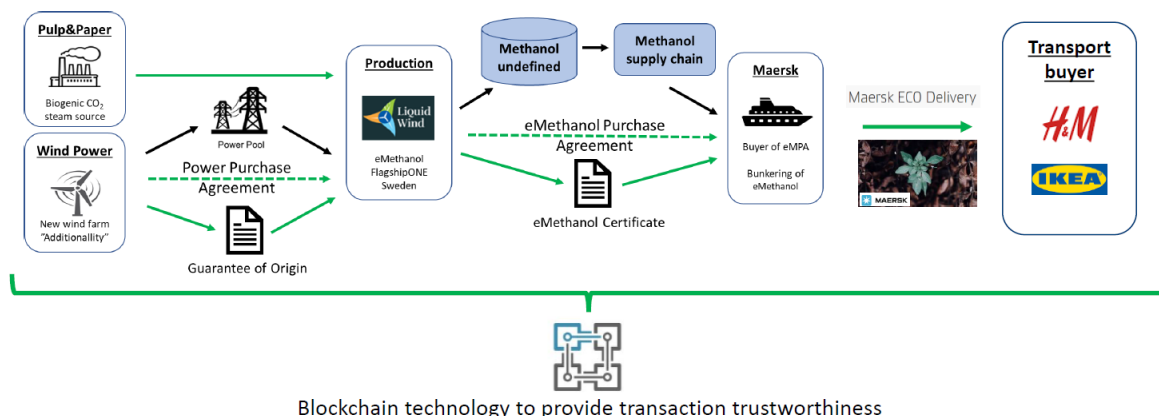 Pulp&Paper
Biogenic CO2
steam source
Wind Power
New wind farm
"Additionallity"
Power Pool
Power Purchase
Agreement
Guarantee of Origin
Production
Liquid
Wind
eMethanol
FlagshipONE
Sweden
Methanol
undefined
Methanol
supply chain
eMethanol Purchase
Agreement
eMethanol Certificate
Maersk
Buyer of eMPA
Bunkering of
eMethanol
Maersk ECO Delivery
MAERSK
Transport
buyer
H&M
IKEA
Blockchain technology to provide transaction trustworthiness